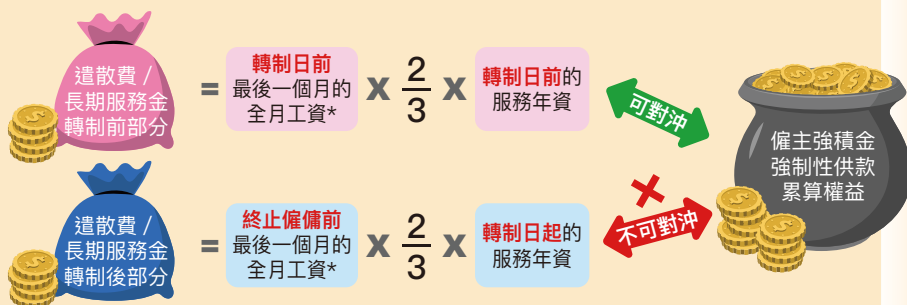 遣散費 /
長期服務金
轉制前部分
=
轉制日前
最後一個月的
全月工資*
X
2
3
X
轉制日前的
服務年資
可對沖
僱主強積金
強制性供款
累算權益
遣散費 /
長期服務金
轉制後部分
=
終止僱傭前
最後一個月的
全月工資*
X
2
3
X
轉制日起的
服務年資
不可對沖